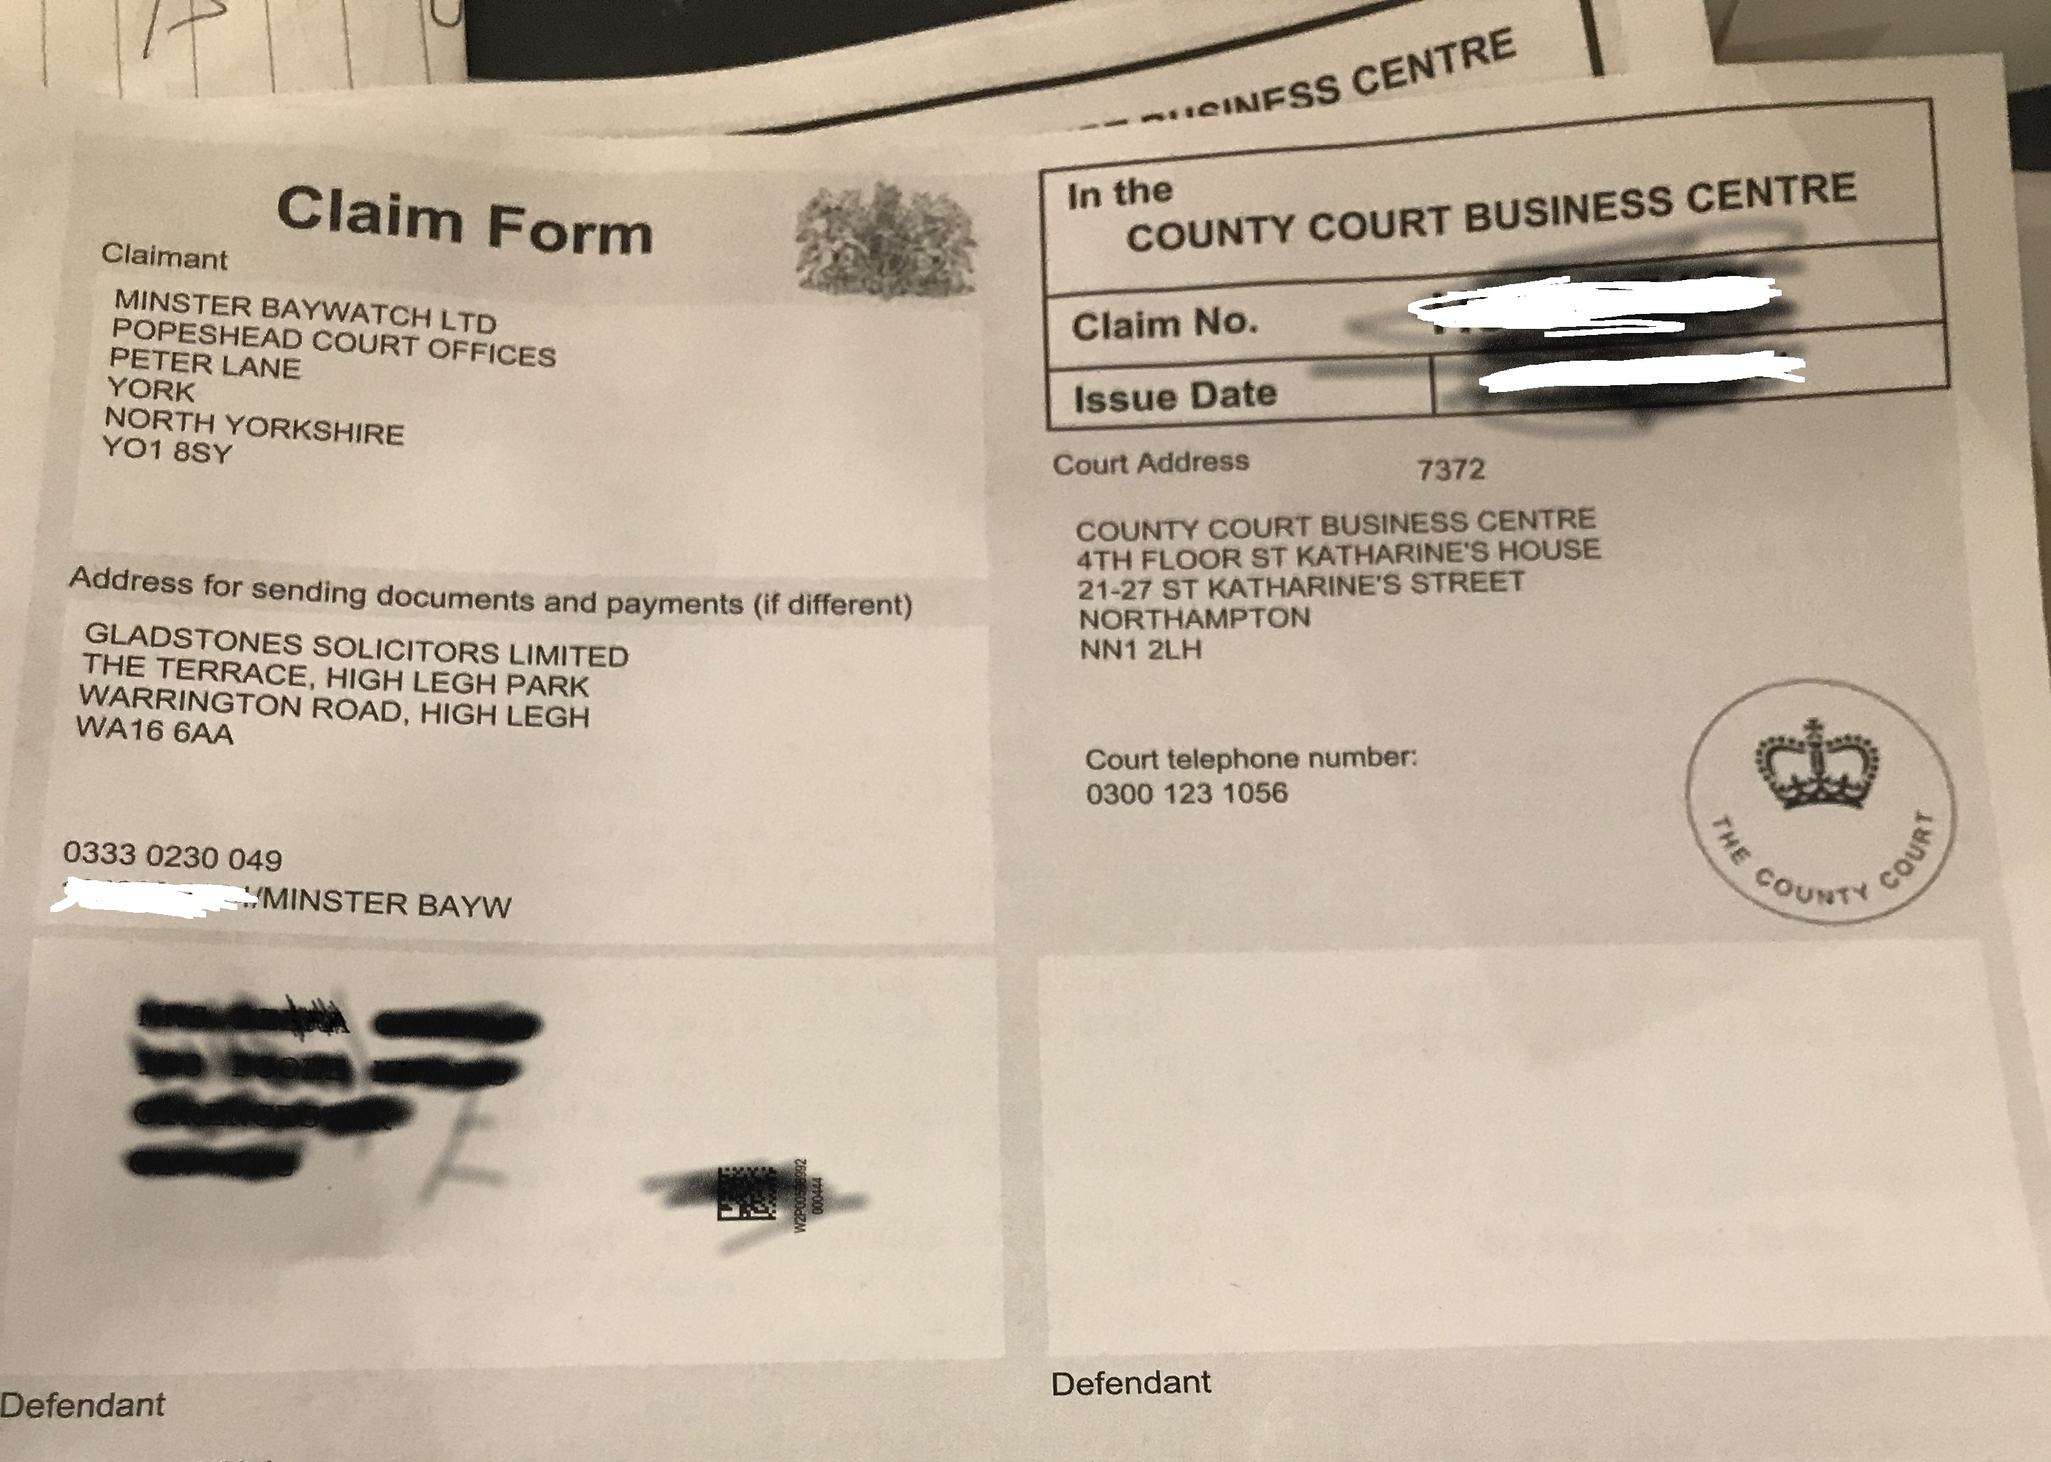 BUSINESS CENTRE
Claim Form
Claimant
MINSTER BAYWATCH LTD
POPESHEAD COURT OFFICES
PETER LANE
YORK
NORTH YORKSHIRE
YO1 8SY
Address for sending documents and payments (if different)
GLADSTONES SOLICITORS LIMITED
THE TERRACE, HIGH LEGH PARK
WARRINGTON ROAD, HIGH LEGH
WA16 6AA
0333 0230 049
/MINSTER BAYW
Defendant
In the
COUNTY COURT BUSINESS CENTRE
Claim No.
Issue Date
Court Address 7372
COUNTY COURT BUSINESS CENTRE
4TH FLOOR ST KATHARINE'S HOUSE
21-27 ST KATHARINE'S STREET
NORTHAMPTON
NN1 2LH
Court telephone number:
0300 123 1056
THE COUNTY COURT
000444
Defendant